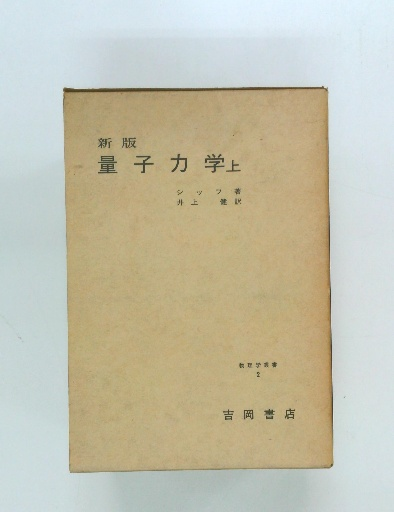 新版
量子力学上
シッフ著
井上健訳
物理学叢書
2
吉岡書店